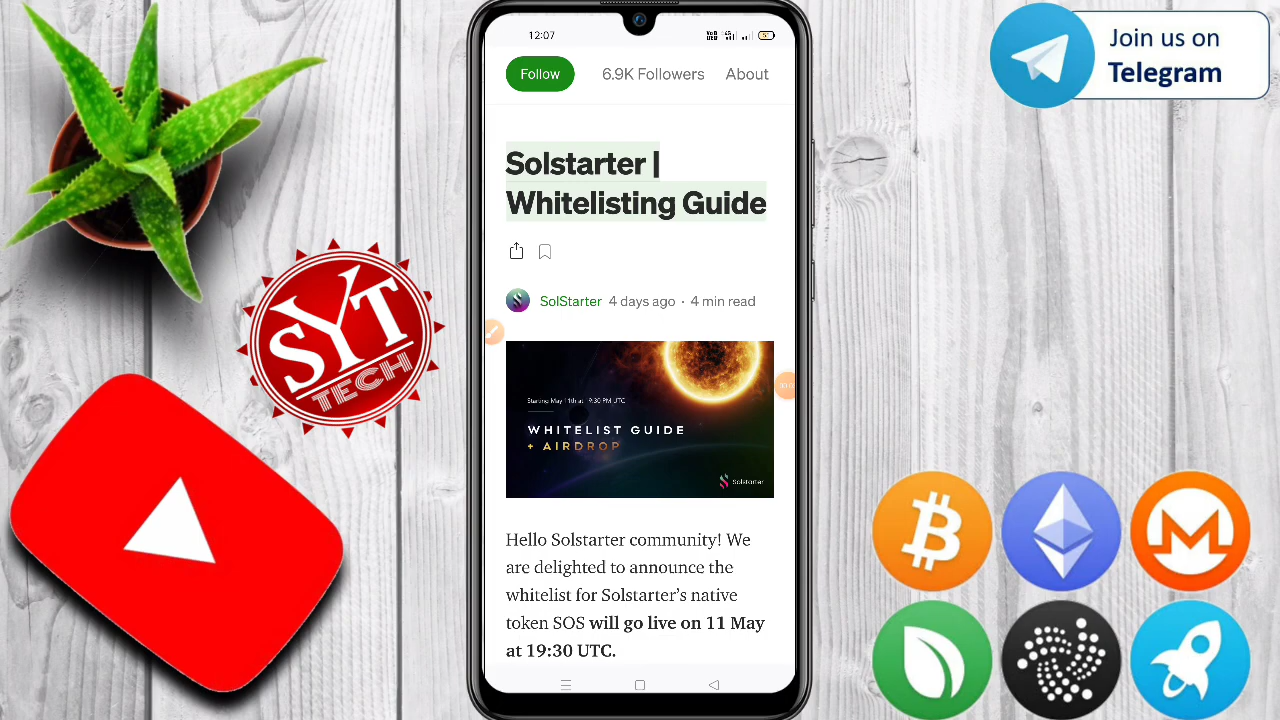 12:07
Follow
6.9K Followers
About
Solstarter |
Whitelisting Guide
SolStarter 4 days ago · 4 min read
WHITELIST GUIDE
+ AIRDROP
Solstarter
Hello Solstarter community! We
are delighted to announce the
whitelist for Solstarter’s native
token SOS will go live on 11 May
at 19:30 UTC.
SYT
TECH
Join us on
Telegram